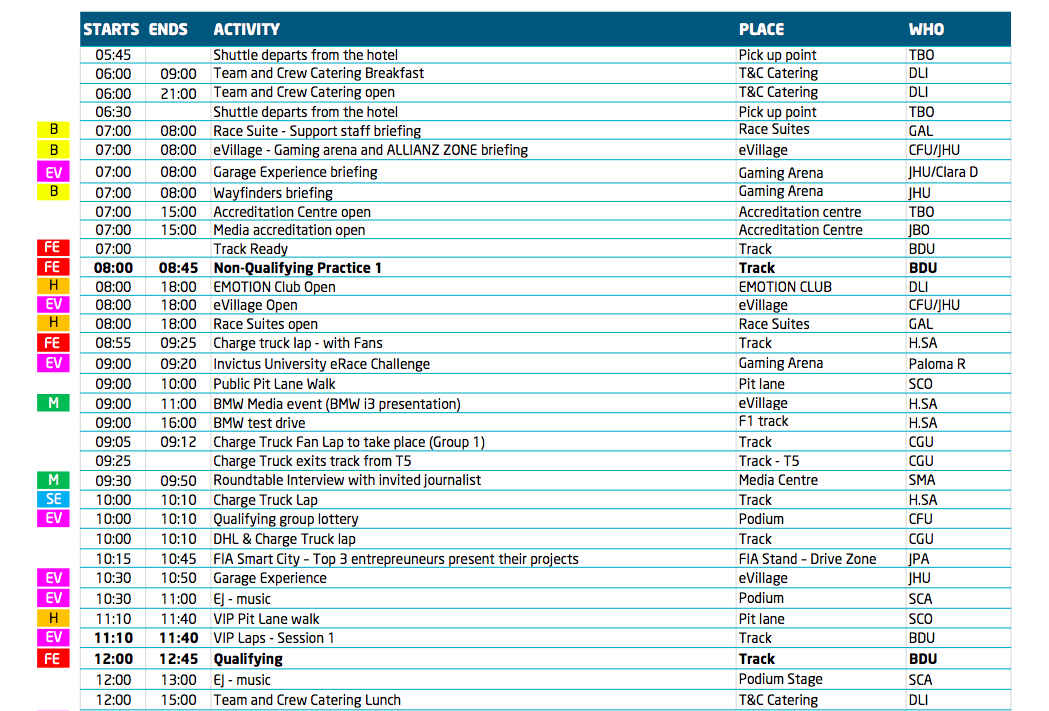 STARTS ENDS ACTIVITY PLACE WHO
05:45 Shuttle departs from the hotel Pick up point TBO
06:00 09:00 Team and Crew Catering Breakfast T&C Catering DLI
06:00 21:00 Team and Crew Catering open T&C Catering DLI
06:30 Shuttle departs from the hotel Pick up point TBO
B 07:00 08:00 Race Suite - Support staff briefing Race Suites GAL
B 07:00 08:00 eVillage - Gaming arena and ALLIANZ ZONE briefing eVillage CFU/JHU
EV 07:00 08:00 Garage Experience briefing Gaming Arena JHU/Clara D
B 07:00 08:00 Wayfinders briefing Gaming Arena JHU
07:00 15:00 Accreditation Centre open Accreditation centre TBO
07:00 15:00 Media accreditation open Accreditation Centre JBO
FE 07:00 Track Ready Track BDU
FE 08:00 08:45 Non-Qualifying Practice 1 Track BDU
H 08:00 18:00 EMOTION Club Open EMOTION CLUB DLI
EV 08:00 18:00 eVillage Open eVillage CFU/JHU
H 08:00 18:00 Race Suites open Race Suites GAL
FE 08:55 09:25 Charge truck lap - with Fans Track H.SA
EV 09:00 09:20 Invictus University eRace Challenge Gaming Arena Paloma R
09:00 10:00 Public Pit Lane Walk Pit lane SCO
M 09:00 11:00 BMW Media event (BMW i3 presentation) eVillage H.SA
09:00 16:00 BMW test drive F1 track H.SA
09:05 09:12 Charge Truck Fan Lap to take place (Group 1) Track CGU
09:25 Charge Truck exits track from T5 Track - T5 CGU
M 09:30 09:50 Roundtable Interview with invited journalist Media Centre SMA
SE 10:00 10:10 Charge Truck Lap Track H.SA
EV 10:00 10:10 Qualifying group lottery Podium CFU
10:00 10:10 DHL & Charge Truck lap Track CGU
10:15 10:45 FIA Smart City – Top 3 entrepreuneurs present their projects FIA Stand – Drive Zone JPA
EV 10:30 10:50 Garage Experience eVillage JHU
EV 10:30 11:00 EJ - music Podium SCA
H 11:10 11:40 VIP Pit Lane walk Pit lane SCO
EV 11:10 11:40 VIP Laps - Session 1 Track BDU
FE 12:00 12:45 Qualifying Track BDU
12:00 13:00 EJ - music Podium Stage SCA
12:00 15:00 Team and Crew Catering Lunch T&C Catering DLI